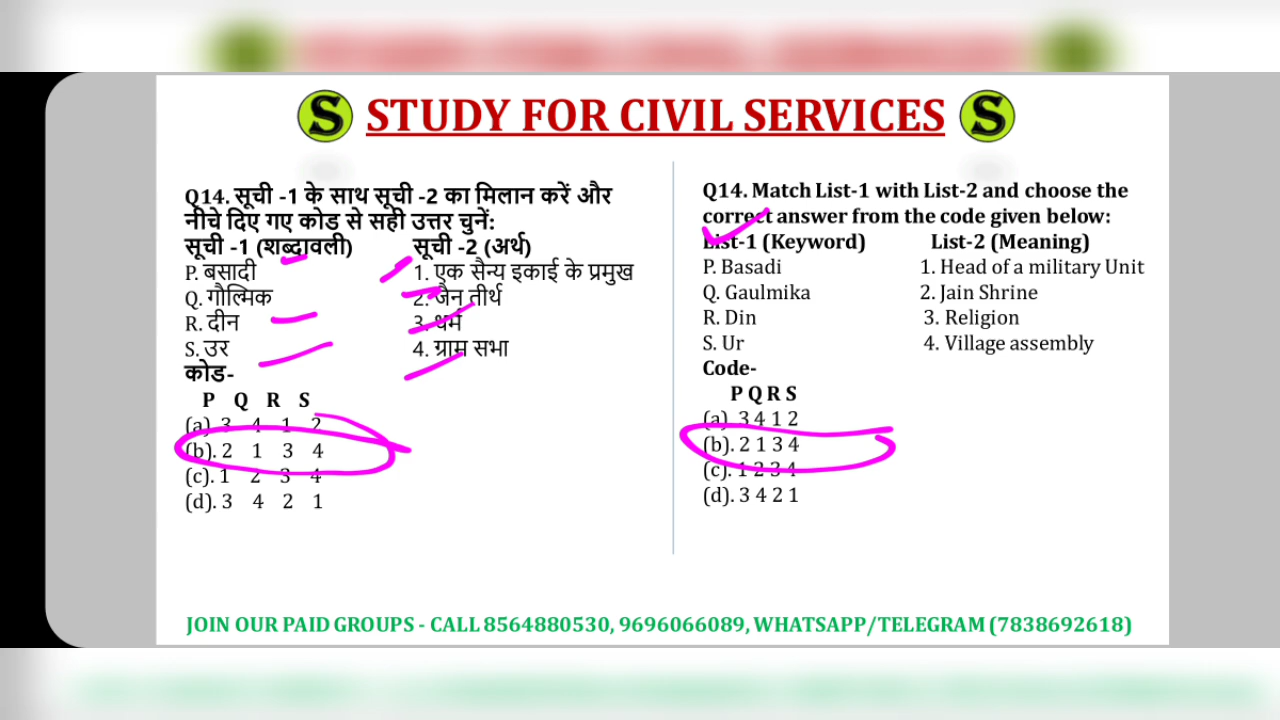 S STUDY FOR CIVIL SERVICES S
Q14. सूची -1 के साथ सूची -2 का मिलान करें और
नीचे दिए गए कोड से सही उत्तर चुनें:
सूची -1 (शब्दावली) सूची -2 (अर्थ)
P. बसादी 1. एक सैन्य इकाई के प्रमुख
Q. गौल्मिक 2. जैन तीर्थ
R. दीन 3. धर्म
S. उर 4. ग्राम सभा
कोड-
P Q R S
(a). 3 4 1 2
(b). 2 1 3 4
(c). 1 2 3 4
(d). 3 4 2 1
Q14. Match List-1 with List-2 and choose the
correct answer from the code given below:
List-1 (Keyword) List-2 (Meaning)
P. Basadi 1. Head of a military Unit
Q. Gaulmika 2. Jain Shrine
R. Din 3. Religion
S. Ur 4. Village assembly
Code-
P Q R S
(a). 3 4 1 2
(b). 2 1 3 4
(c). 1 2 3 4
(d). 3 4 2 1
JOIN OUR PAID GROUPS - CALL 8564880530, 9696066089, WHATSAPP/TELEGRAM (7838692618)